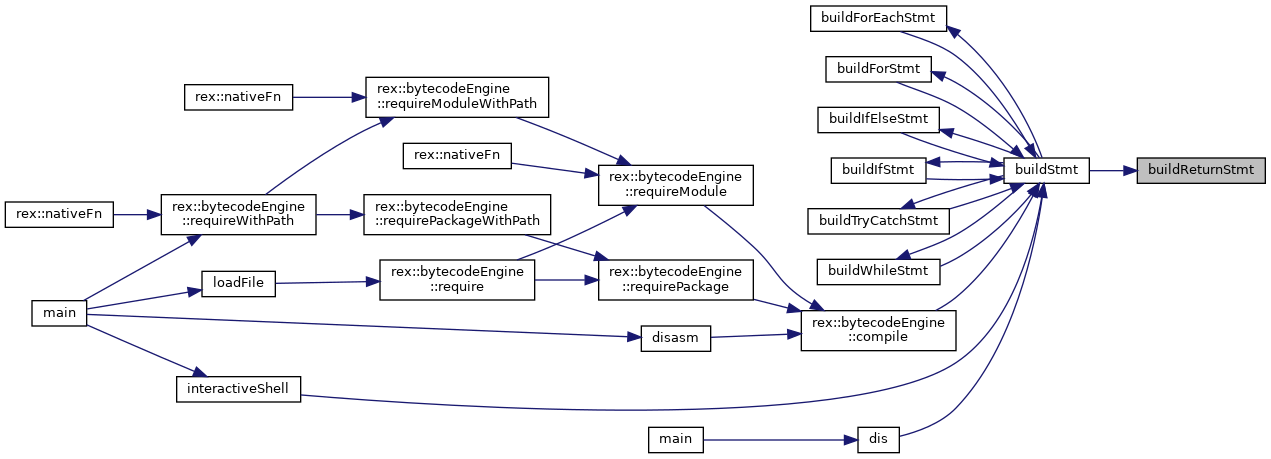 buildForEachStmt
buildForStmt
rex::bytecodeEngine
::requireModuleWithPath
rex::nativeFn
buildIfElseStmt
rex::nativeFn
buildIfStmt
buildStmt
buildReturnStmt
rex::bytecodeEngine
::requireModule
rex::nativeFn
rex::bytecodeEngine
::requireWithPath
rex::bytecodeEngine
::requirePackageWithPath
buildTryCatchStmt
buildWhileStmt
loadFile
rex::bytecodeEngine
::require
rex::bytecodeEngine
::requirePackage
main
rex::bytecodeEngine
::compile
disasm
interactiveShell
main
dis